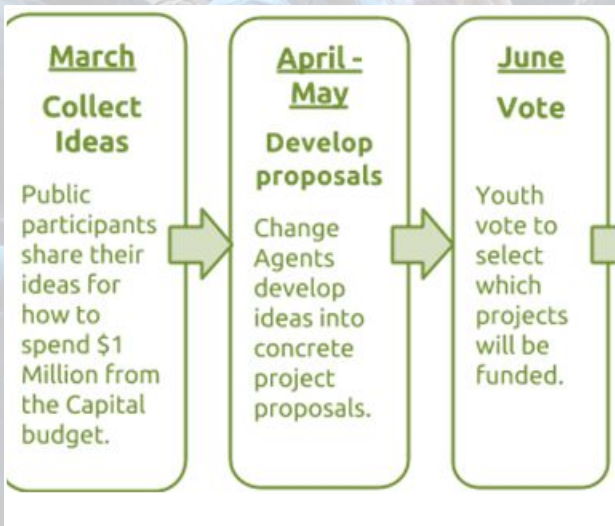 March
Collect
Ideas
Public
participants
share their
ideas for
how to
spend $1
Million from
the Capital
budget.
April -
May
Develop
proposals
Change
Agents
develop
ideas into
concrete
project
proposals.
June
Vote
Youth
vote to
select
which
projects
will be
funded.